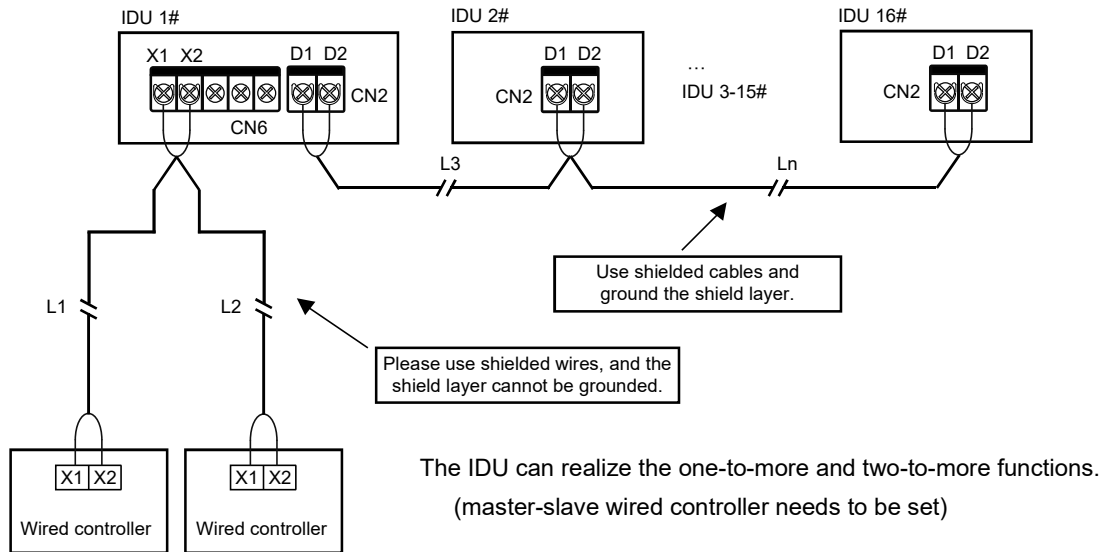 IDU 1#
IDU 2#
IDU 16#
X1 X2
D1 D2
CN2
CN6
D1 D2
CN2
...
IDU 3-15#
D1 D2
CN2
L3
Ln
Use shielded cables and
ground the shield layer.
L1
L2
Please use shielded wires, and the
shield layer cannot be grounded.
X1 X2
Wired controller
X1 X2
Wired controller
The IDU can realize the one-to-more and two-to-more functions.
(master-slave wired controller needs to be set)